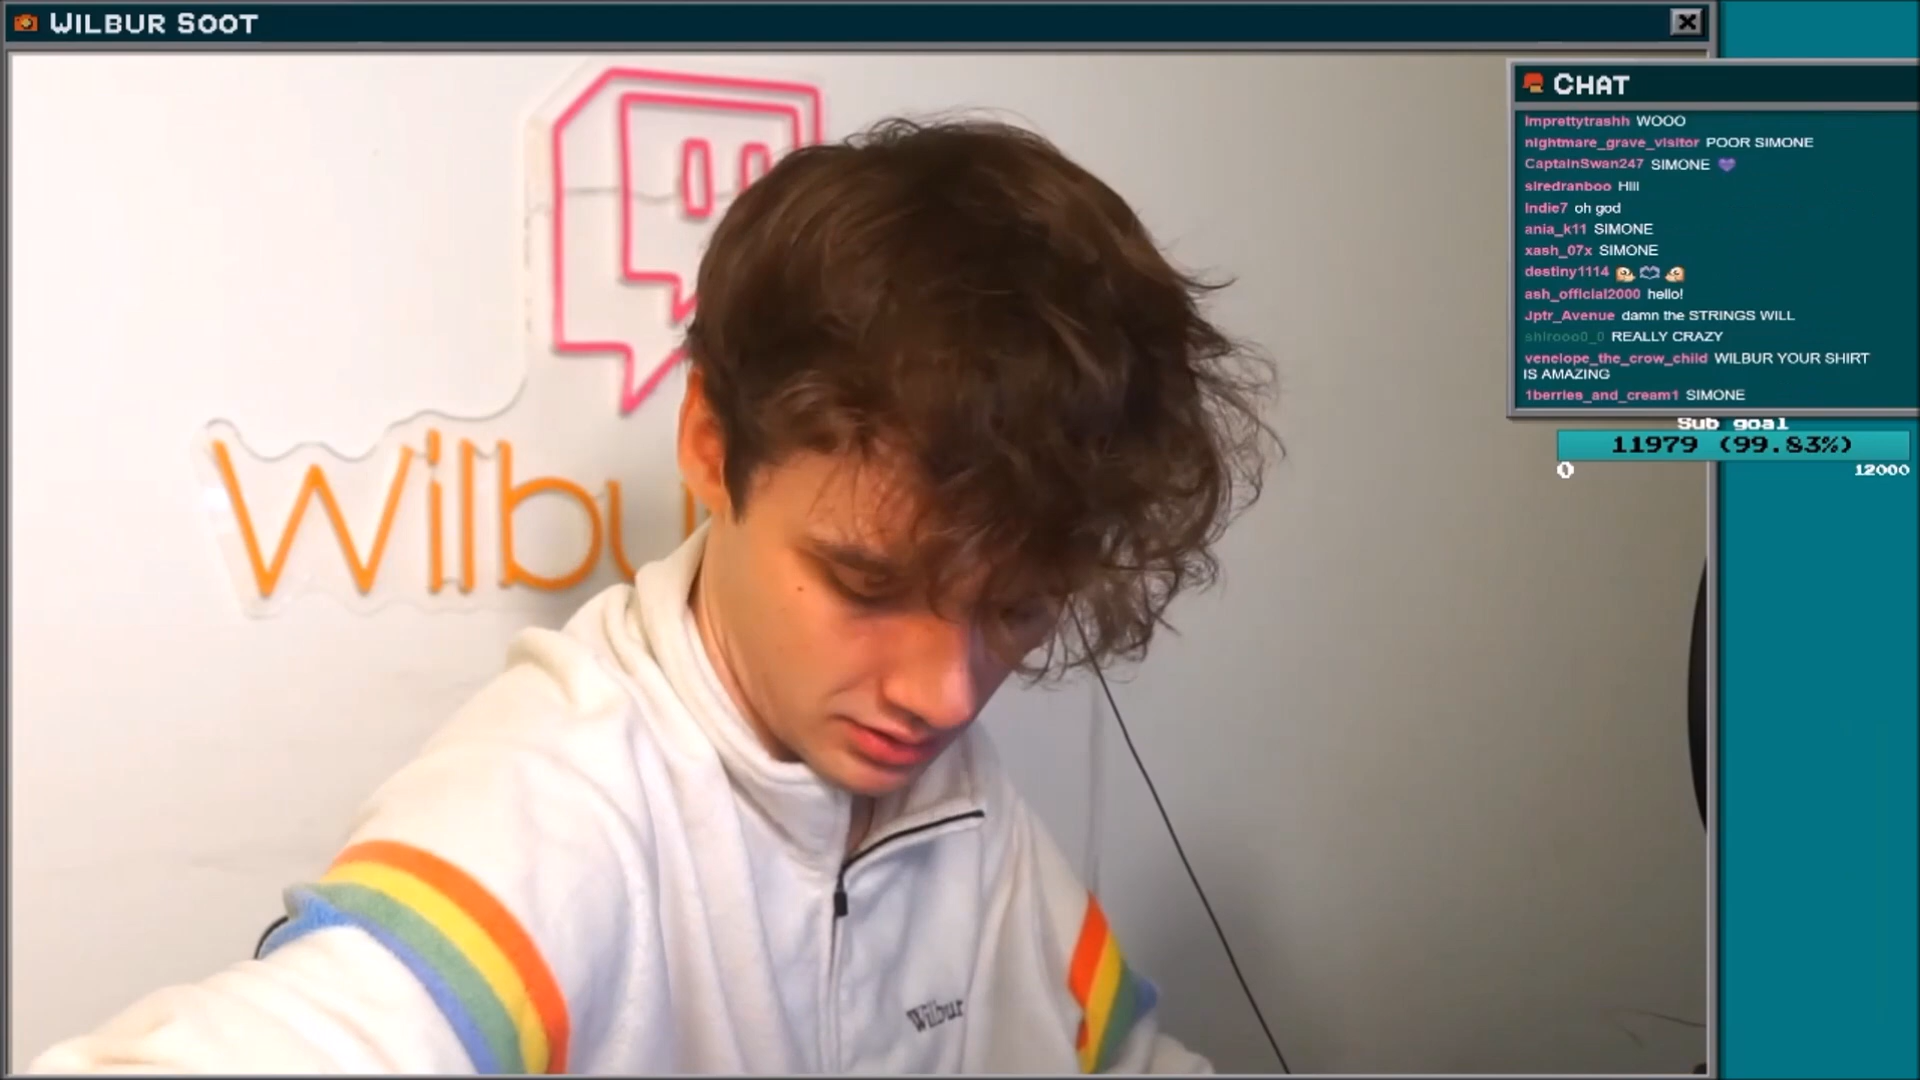 WILBUR SOOT
CHAT
Imprettytrashh WOOO
nightmare_grave_visitor POOR SIMONE
CaptainSwan247 SIMONE
siredranboo HIII
Indie7 oh god
ania_k11 SIMONE
xash_07x SIMONE
destiny1114
ash_official2000 hello!
Jptr_Avenue damn the STRINGS WILL
REALLY CRAZY
venelope_the_crow_child WILBUR YOUR SHIRT
IS AMAZING
1berries_and_cream1 SIMONE
Sub goal
11979 (99.83%)
0
12000
Wilbu
Wilbur